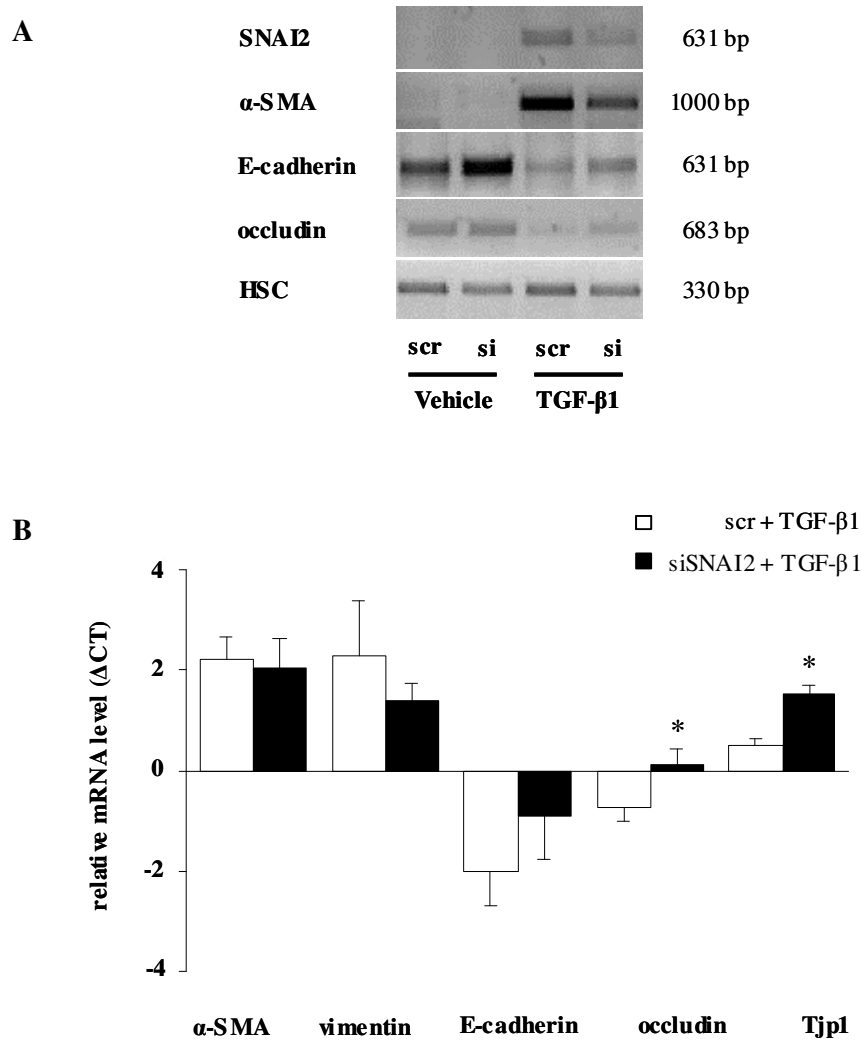 A
SNAI2 631 bp
α-SMA 1000 bp
E-cadherin 631 bp
occludin 683 bp
HSC 330 bp
scr si scr si
Vehicle TGF-β1
B
scr + TGF-β1
siSNAI2 + TGF-β1
relative mRNA level (ΔCT)
4
2
0
-2
-4
*
*
α-SMA vimentin E-cadherin occludin Tjp1